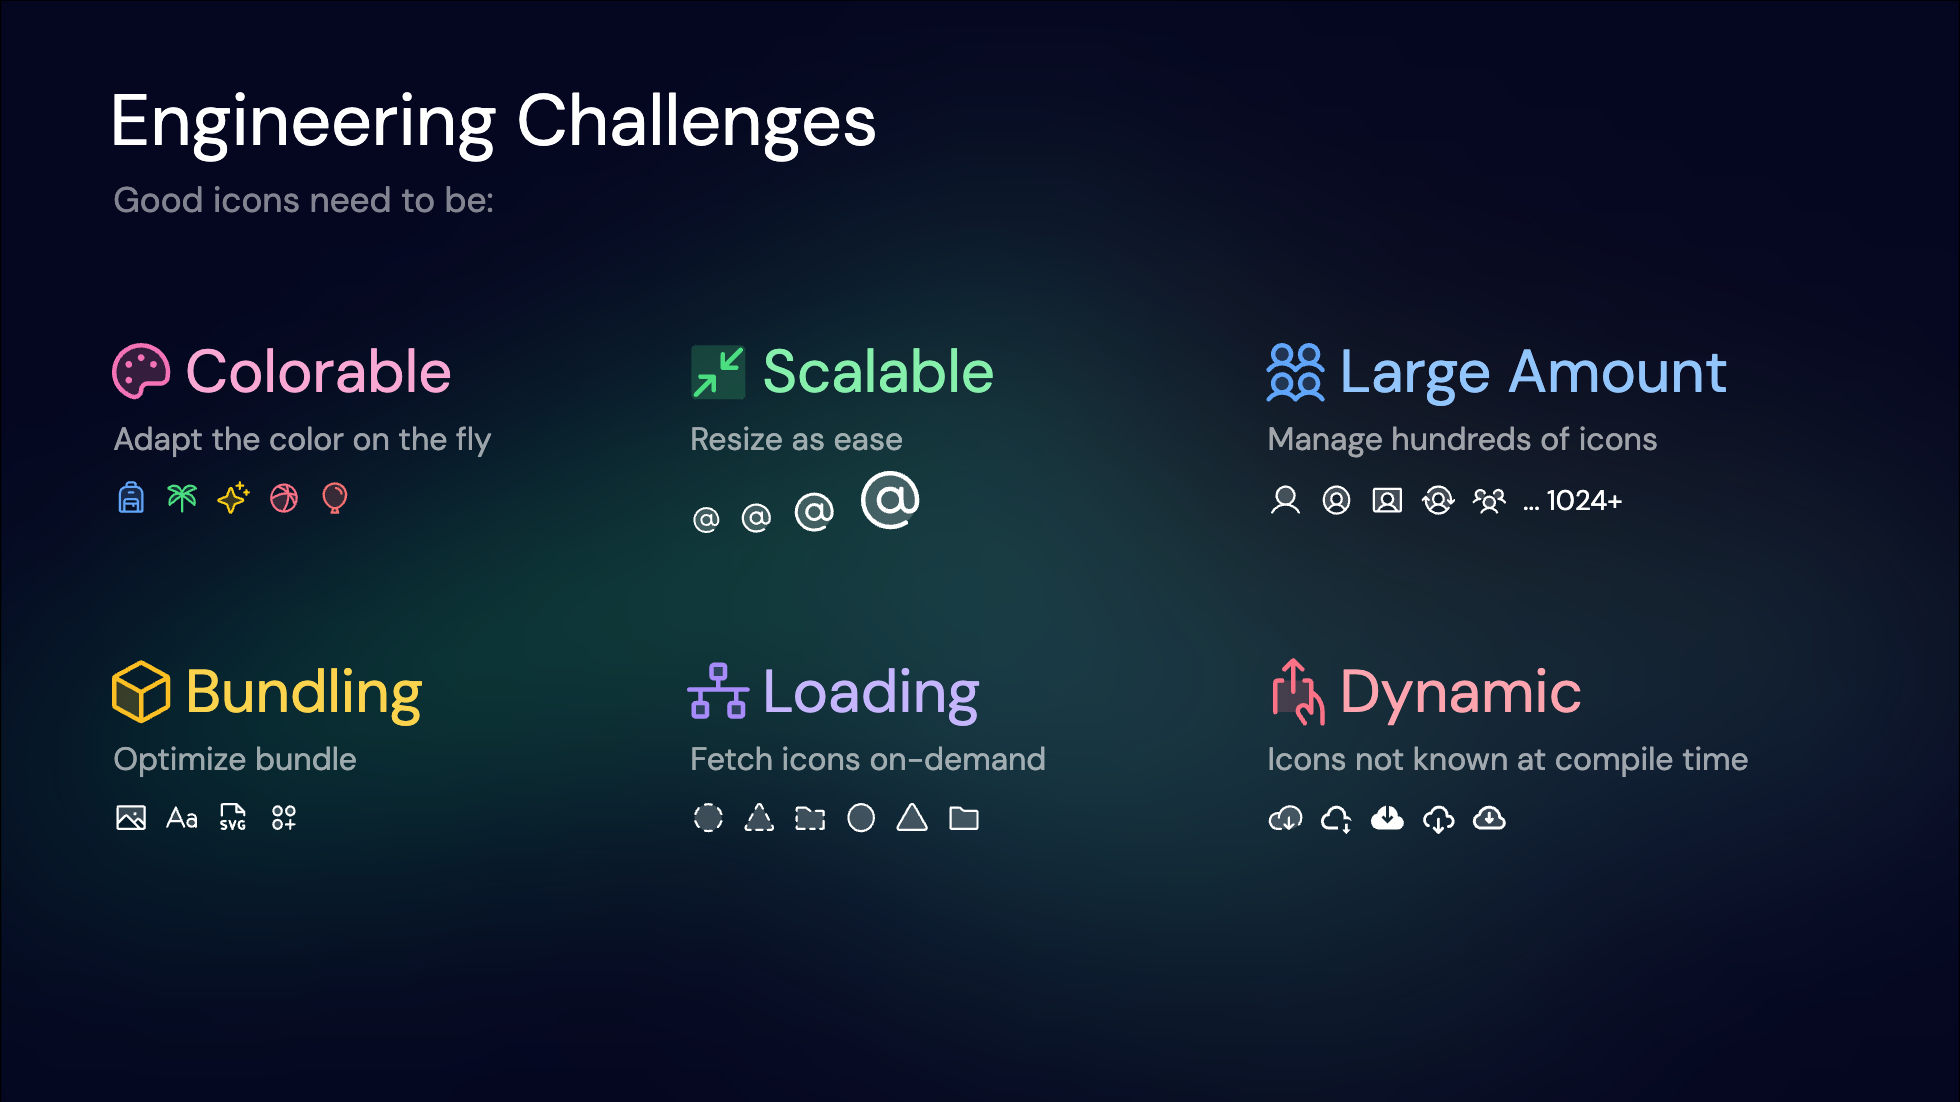 Engineering Challenges
Good icons need to be:
Colorable
Adapt the color on the fly
Scalable
Resize as ease
@ @ @ @
Large Amount
Manage hundreds of icons
... 1024+
Bundling
Optimize bundle
Aa SVG
Loading
Fetch icons on-demand
Dynamic
Icons not known at compile time